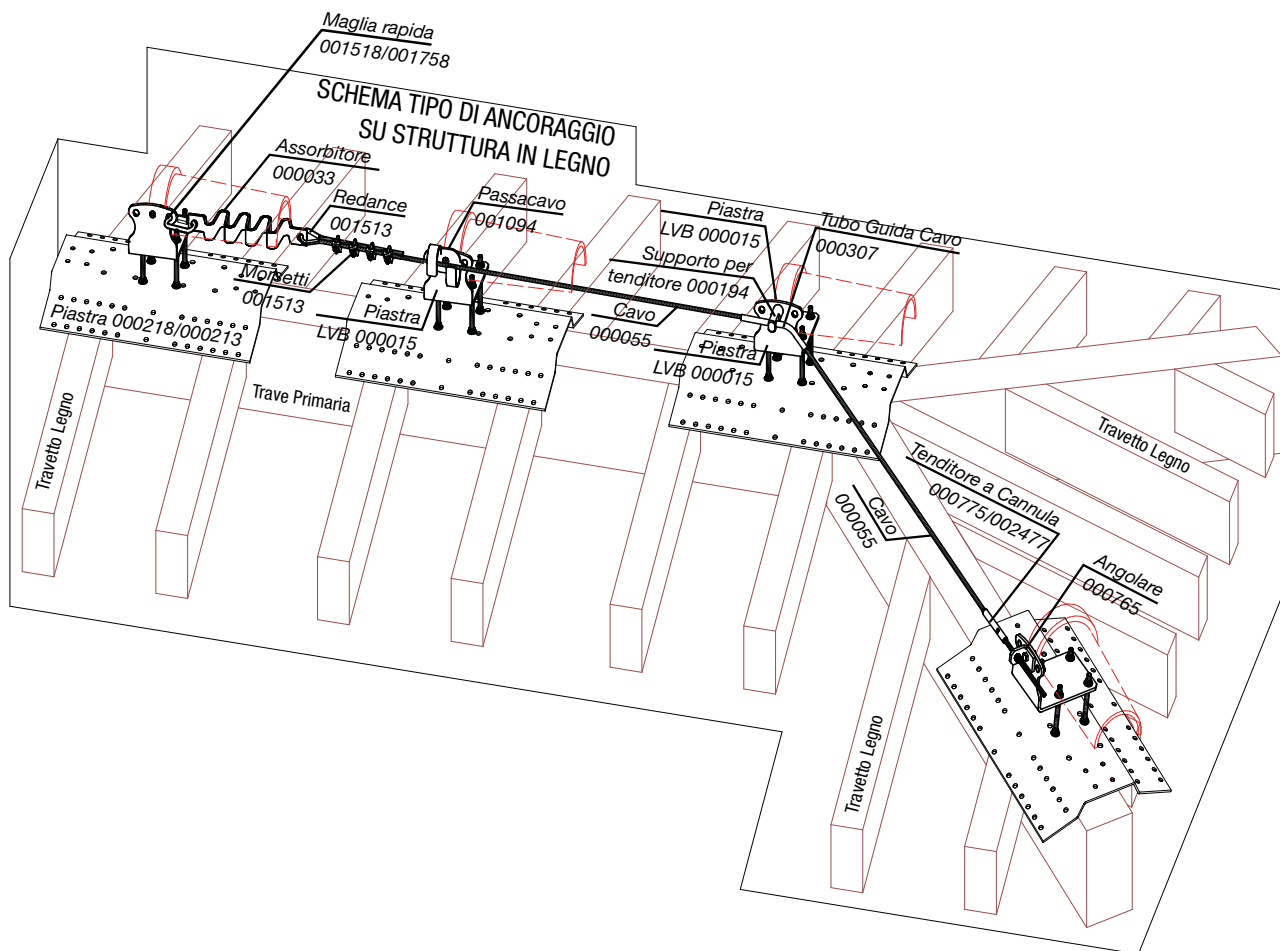 Maglia rapida
001518/001758
SCHEMA TIPO DI ANCORAGGIO
SU STRUTTURA IN LEGNO
Assorbitore
000033
Redance
001513
Passacavo
001094
Piastra
LVB 000015
Tubo Guida Cavo
000307
Supporto per
tenditore 000194
Morsetti
001513
Piastra 000218/000213
Piastra
LVB 000015
Cavo
000055
Piastra
LVB 000015
Trave Primaria
Travetto Legno
Travetto Legno
Tenditore a Cannula
000775/002477
Cavo
000055
Angolare
000765
Travetto Legno